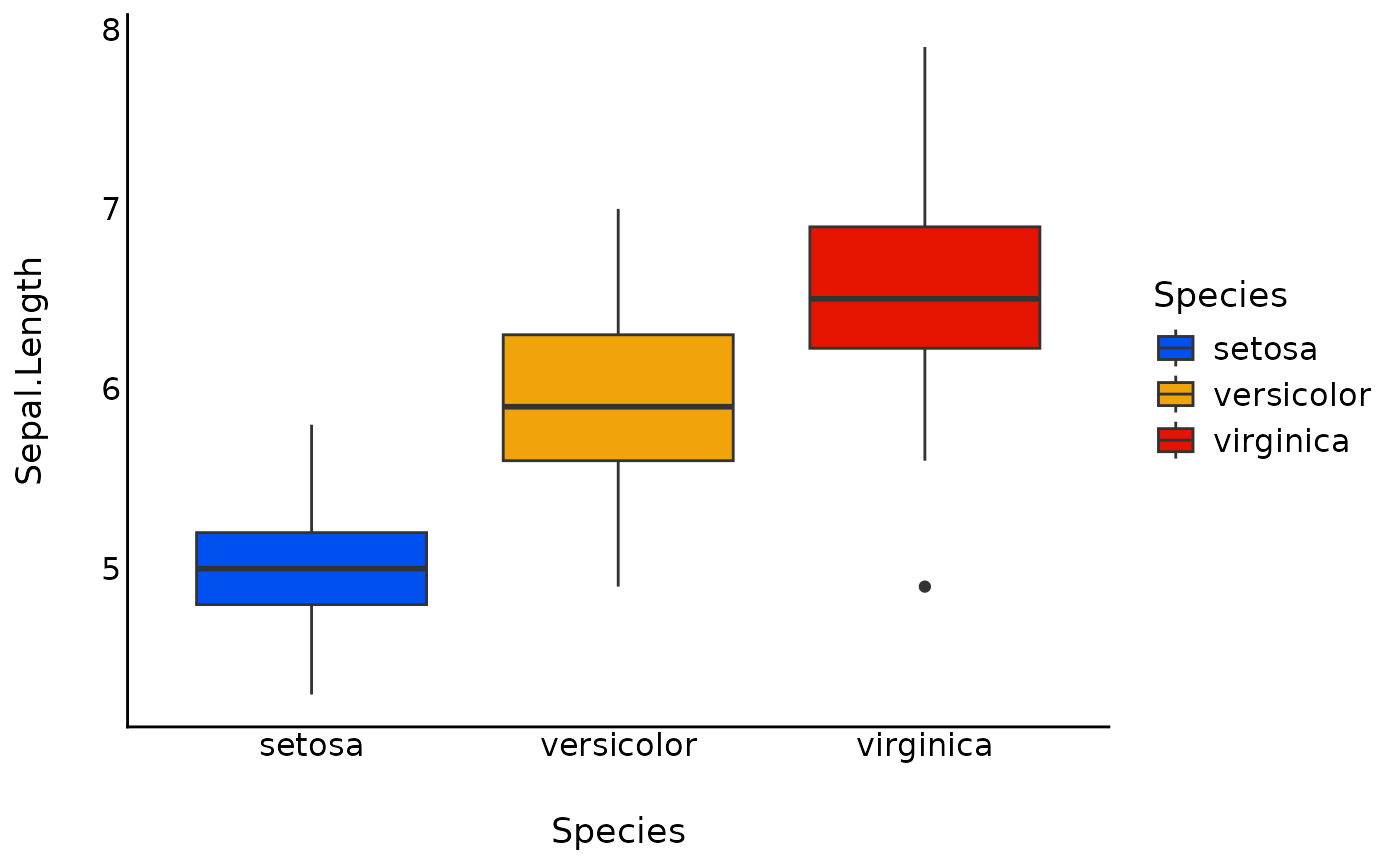 8
7
6
5
Sepal.Length
setosa
versicolor
virginica
Species
Species
setosa
versicolor
virginica